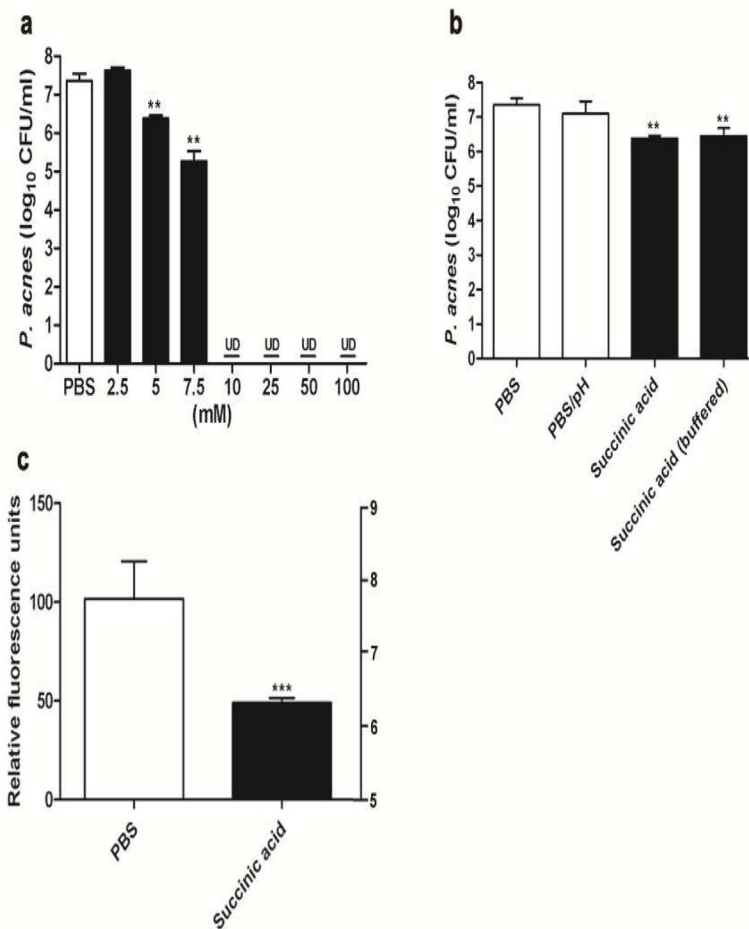 a
P. acnes (log10 CFU/ml)
8
7
6
5
4
3
2
1
0
** **
UD UD UD UD
PBS 2.5 5 7.5 10 25 50 100
(mM)
b
P. acnes (log10 CFU/ml)
8
7
6
5
4
3
2
1
0
** **
PBS
PBS/pH
Succinic acid
Succinic acid (buffered)
c
Relative fluorescence units
150
100
50
0
***
9
8
7
6
5
PBS
Succinic acid